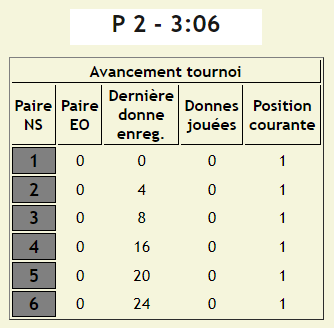 P 2 - 3:06
Avancement tournoi
Paire NS Paire EO Dernière donne enreg. Donnes jouées Position courante
1 0 0 0 1
2 0 4 0 1
3 0 8 0 1
4 0 16 0 1
5 0 20 0 1
6 0 24 0 1